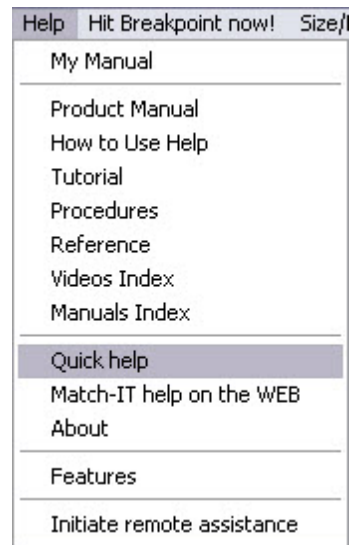 Help Hit Breakpoint now! Size/
My Manual
Product Manual
How to Use Help
Tutorial
Procedures
Reference
Videos Index
Manuals Index
Quick help
Match-IT help on the WEB
About
Features
Initiate remote assistance